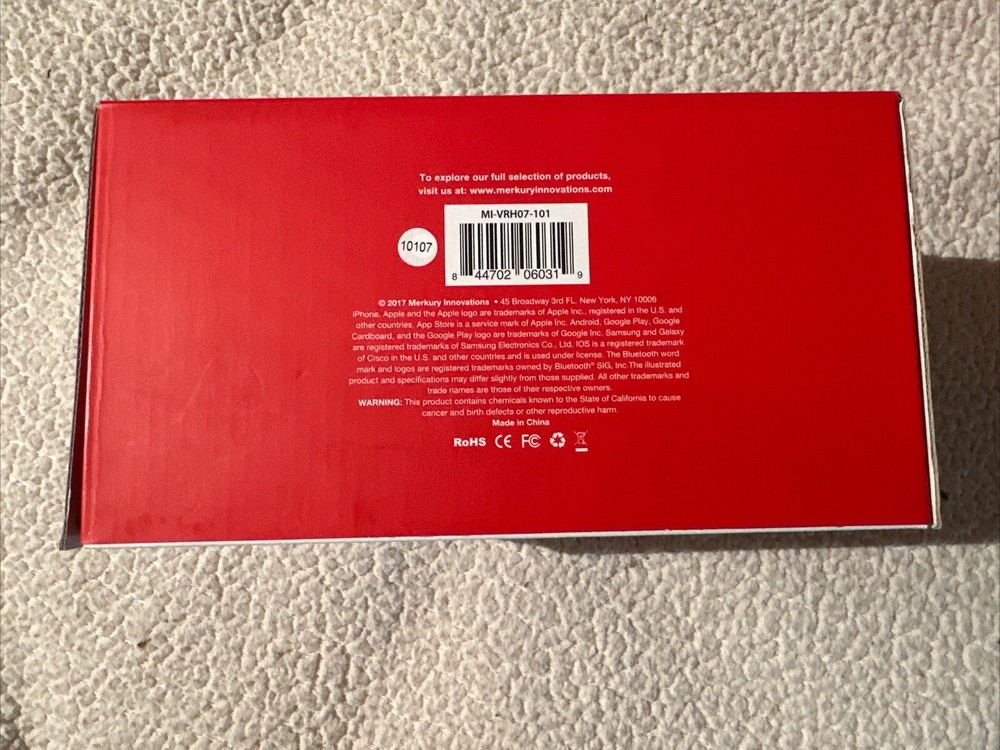 To explore our full selection of products,
visit us at: www.merkuryinnovations.com
MI-VRH07-101
10107
8 44702 06031 9
© 2017 Merkury Innovations • 45 Broadway 3rd FL. New York, NY 10006
iPhone, Apple and the Apple logo are trademarks of Apple Inc., registered in the U.S. and
other countries. App Store is a service mark of Apple Inc. Android, Google Play, Google
Cardboard, and the Google Play logo are trademarks of Google Inc. Samsung and Galaxy
are registered trademarks of Samsung Electronics Co., Ltd. IOS is a registered trademark
of Cisco in the U.S. and other countries and is used under license. The Bluetooth word
mark and logos are registered trademarks owned by Bluetooth® SIG, Inc.The illustrated
product and specifications may differ slightly from those supplied. All other trademarks and
trade names are those of their respective owners.
WARNING: This product contains chemicals known to the State of California to cause
cancer and birth defects or other reproductive harm.
Made in China
RoHS CE FC